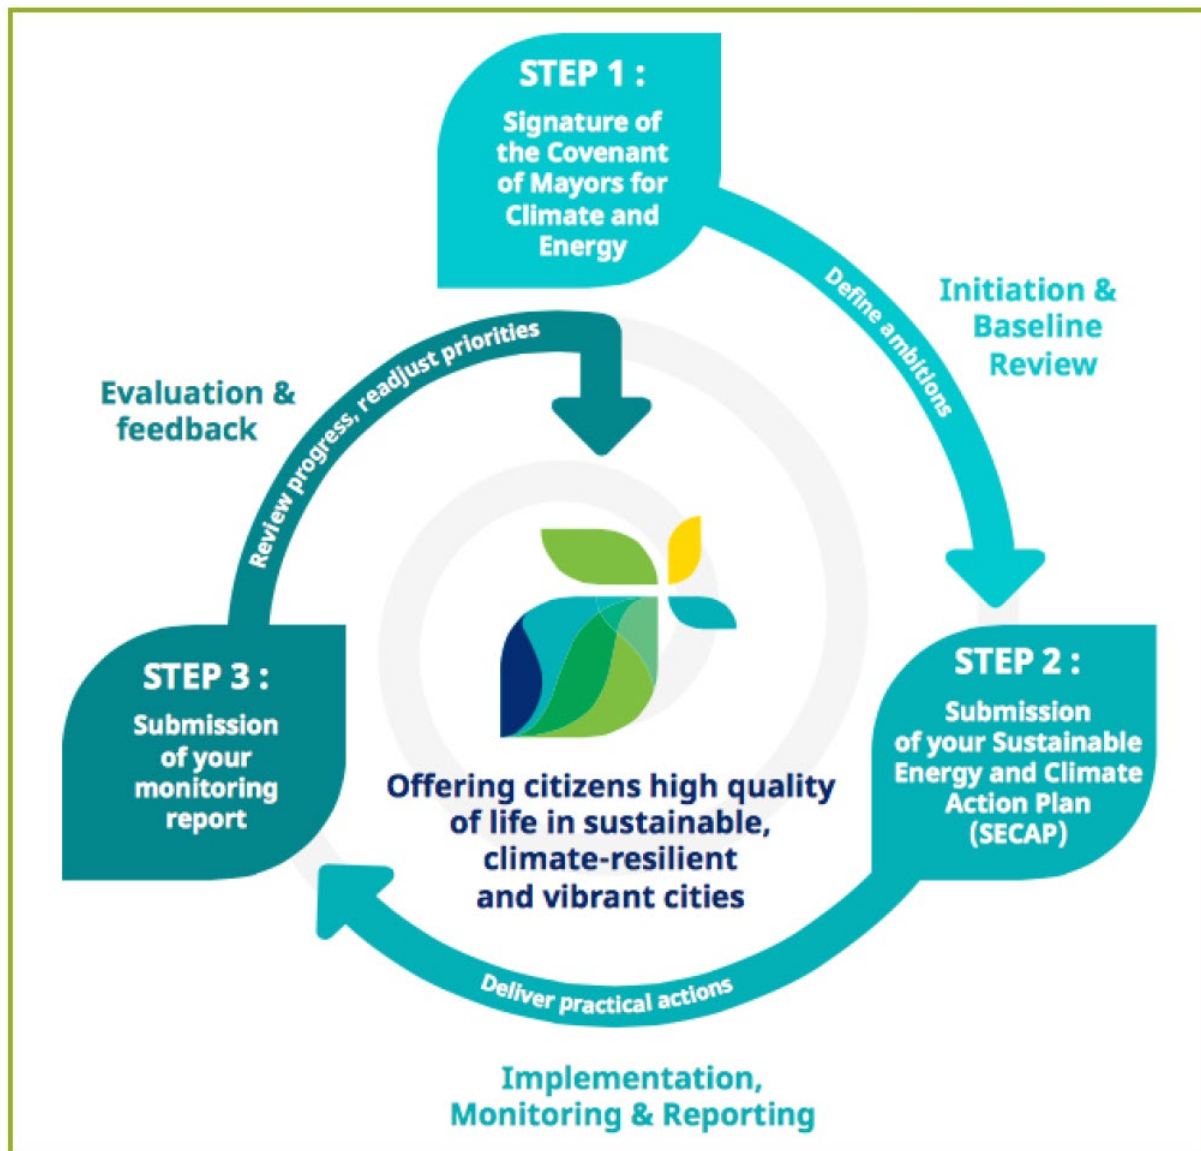 STEP 1 :
Signature of
the Covenant
of Mayors for
Climate and
Energy
Define ambitions
Initiation &
Baseline
Review
STEP 2 :
Submission
of your Sustainable
Energy and Climate
Action Plan
(SECAP)
Deliver practical actions
Implementation,
Monitoring & Reporting
STEP 3 :
Submission
of your
monitoring
report
Review progress, readjust priorities
Evaluation &
feedback
Offering citizens high quality
of life in sustainable,
climate-resilient
and vibrant cities